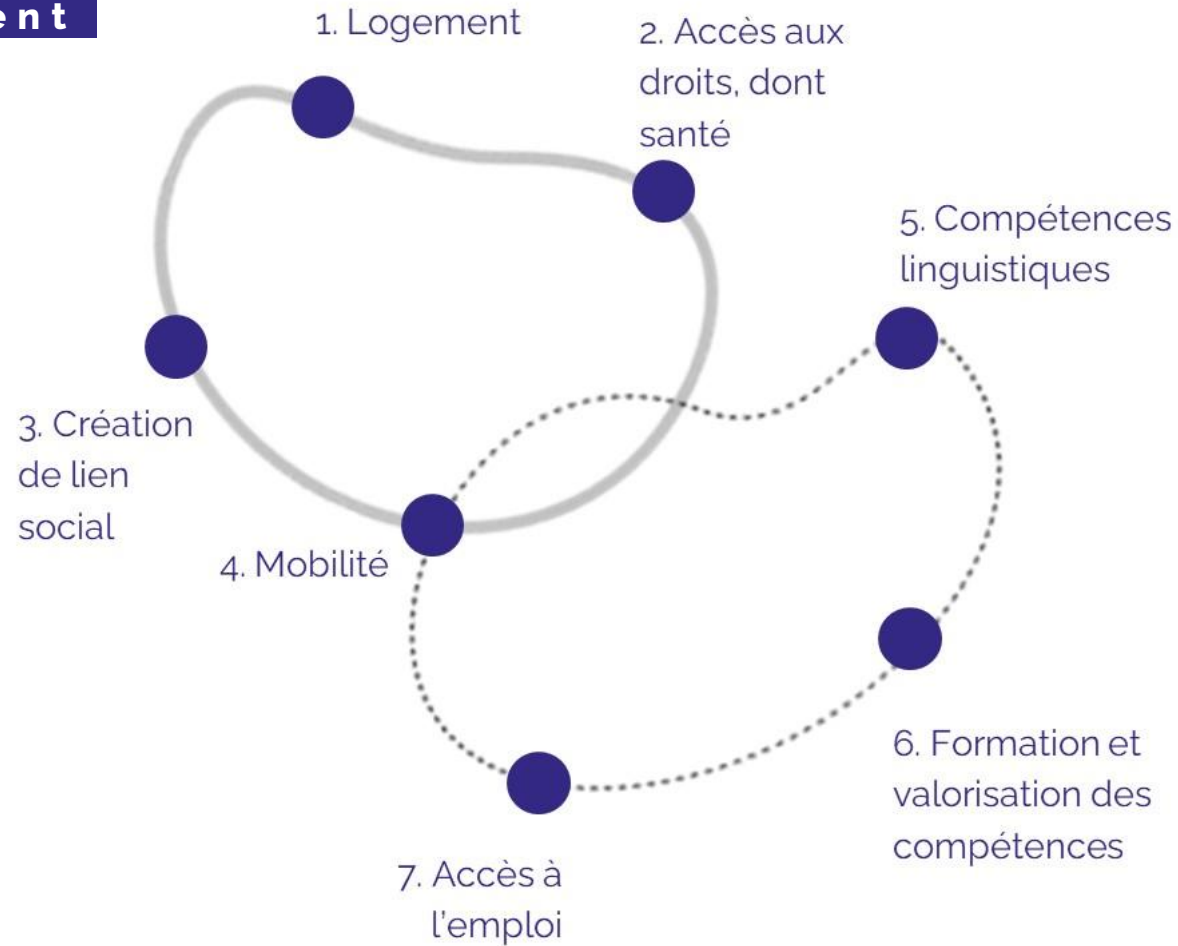 ent
1. Logement
2. Accès aux
droits, dont
santé
5. Compétences
linguistiques
3. Création
de lien
social
4. Mobilité
6. Formation et
valorisation des
compétences
7. Accès à
l'emploi